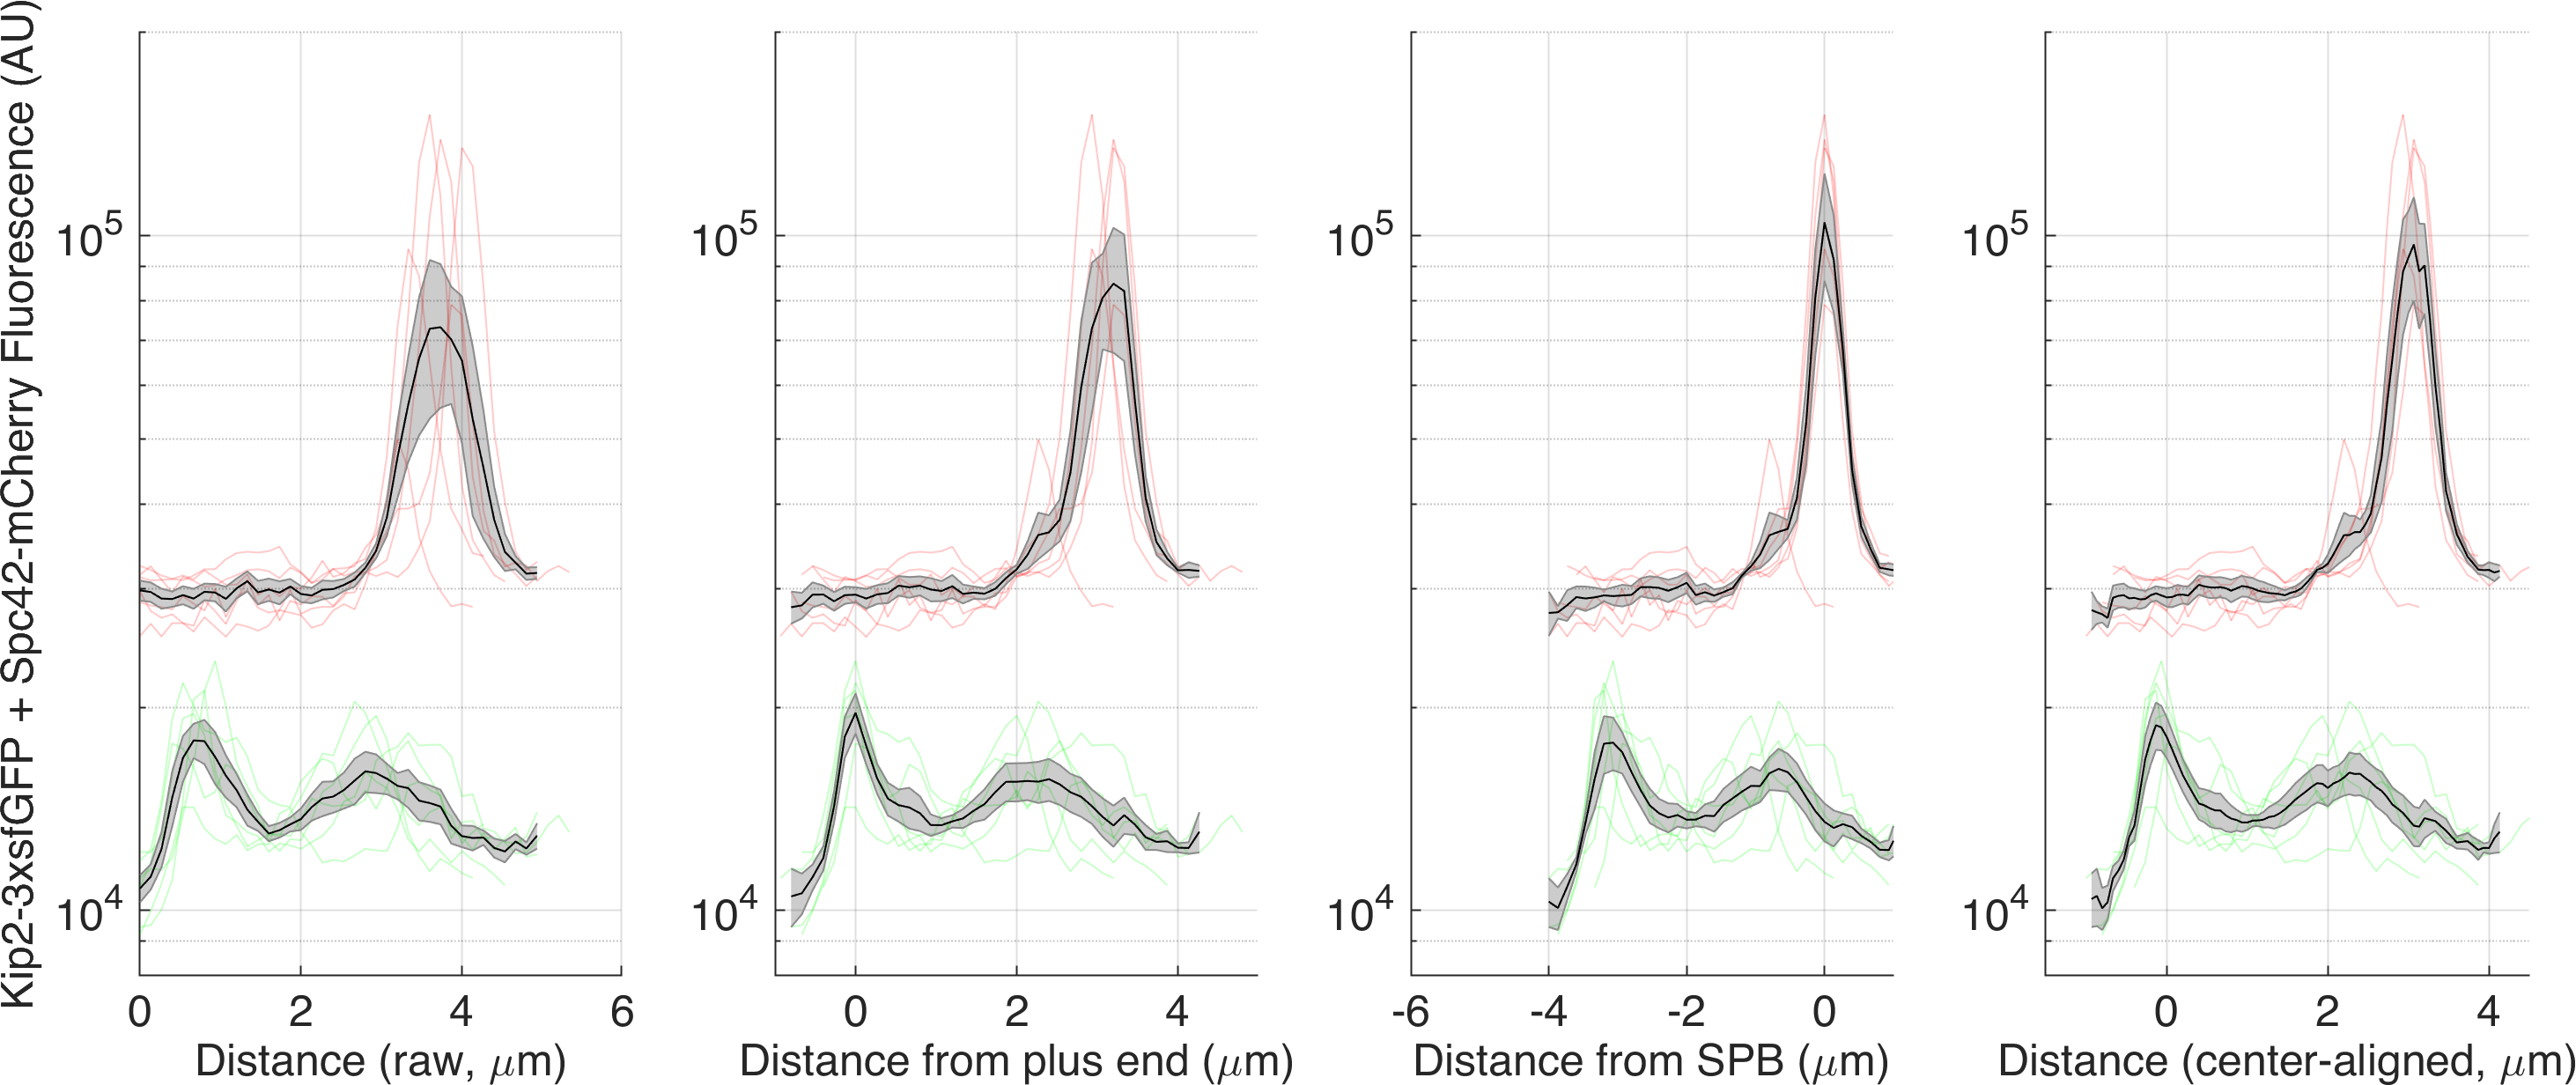 Kip2-3xsfGFP + Spc42-mCherry Fluorescence (AU)
10^5
10^4
0 2 4 6
Distance (raw, μm)
10^5
10^4
0 2 4
Distance from plus end (μm)
10^5
10^4
-6 -4 -2 0
Distance from SPB (μm)
10^5
10^4
0 2 4
Distance (center-aligned, μm)